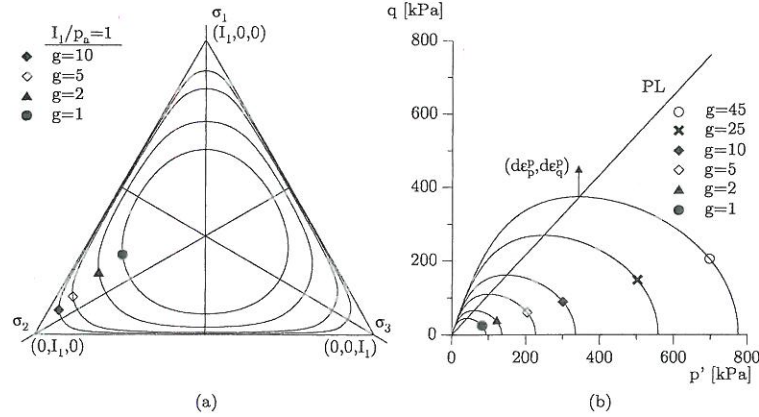 I₁/pₐ=1
g=10
g=5
g=2
g=1
σ₁
(I₁,0,0)
σ₂
(0,I₁,0)
σ₃
(0,0,I₁)
(a)
q [kPa]
800
600
400
200
0
0
200
400
600
800
p' [kPa]
PL
(dεₚᵖ,dε_qᵖ)
g=45
g=25
g=10
g=5
g=2
g=1
(b)